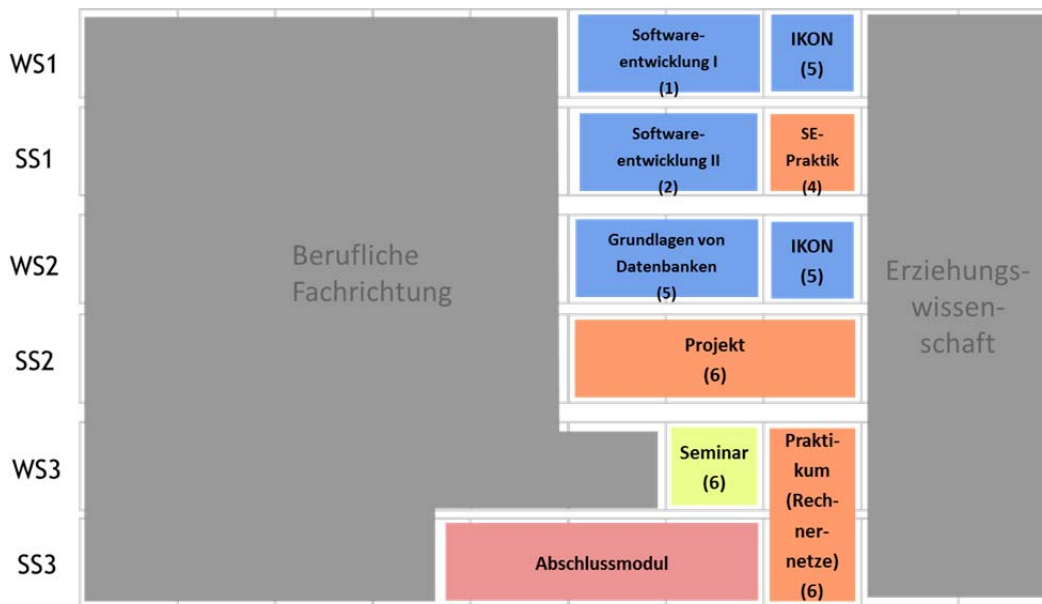 WS1
Software-
entwicklung I
(1)
IKON
(5)
SS1
Software-
entwicklung II
(2)
SE-
Praktik
(4)
WS2
Berufliche
Fachrichtung
Grundlagen von
Datenbanken
(5)
IKON
(5)
Erziehungs-
wissen-
schaft
SS2
Projekt
(6)
WS3
Seminar
(6)
Prakti-
kum
(Rech-
ner-
netze)
(6)
SS3
Abschlussmodul